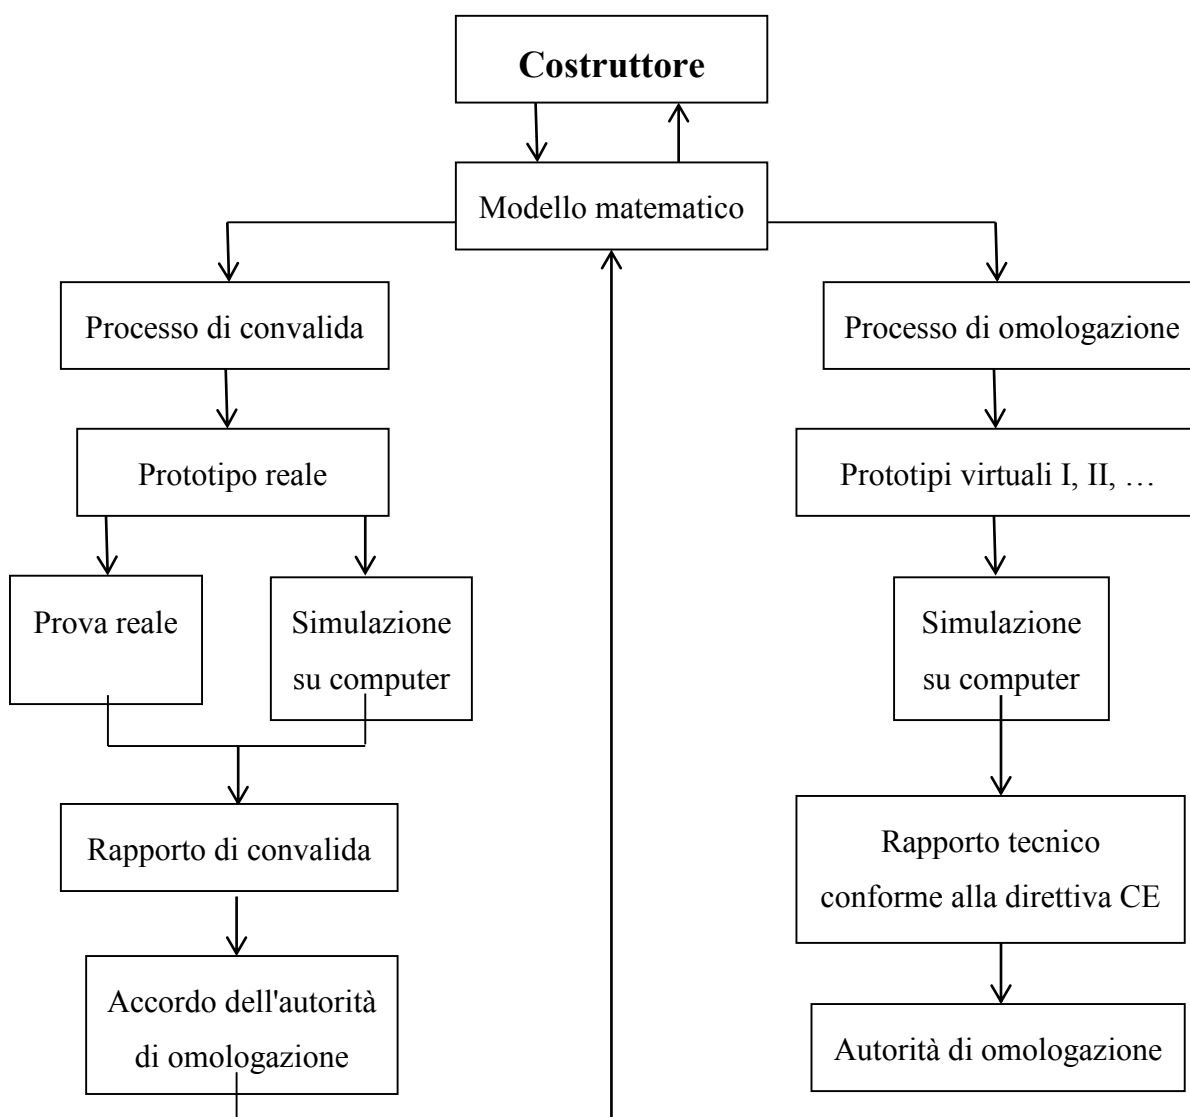 Costruttore
Modello matematico
Processo di convalida
Processo di omologazione
Prototipo reale
Prototipi virtuali I, II, …
Prova reale
Simulazione
su computer
Simulazione
su computer
Rapporto di convalida
Rapporto tecnico
conforme alla direttiva CE
Accordo dell'autorità
di omologazione
Autorità di omologazione